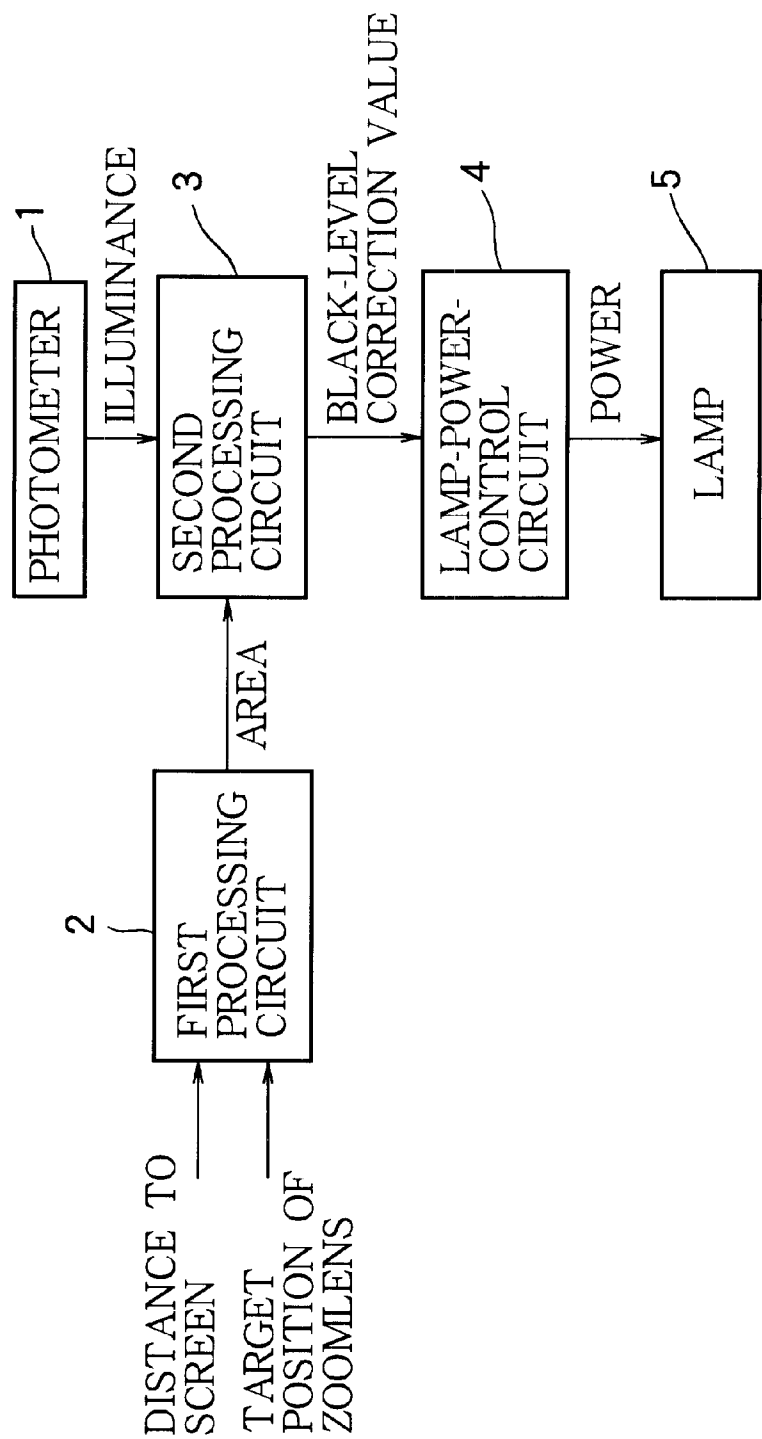 DISTANCE TO
SCREEN
TARGET
POSITION OF
ZOOMLENS
2
FIRST
PROCESSING
CIRCUIT
AREA
1
PHOTOMETER
ILLUMINANCE
3
SECOND
PROCESSING
CIRCUIT
BLACK-LEVEL
CORRECTION VALUE
4
LAMP-POWER-
CONTROL
CIRCUIT
POWER
5
LAMP